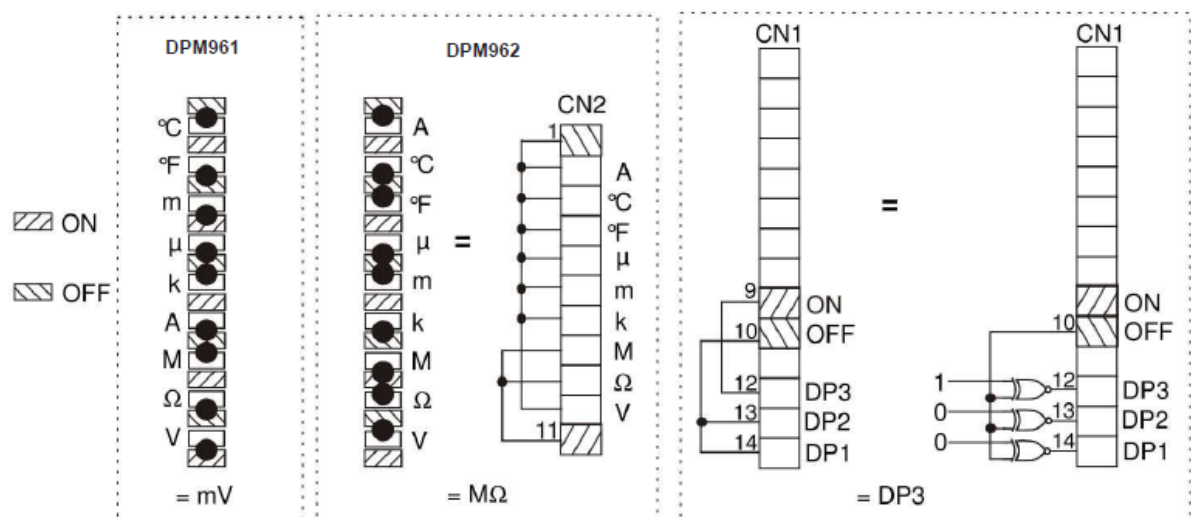 DPM961
DPM962
CN1
CN1
CN2
ON
OFF
°C
°F
m
μ
k
A
M
Ω
V
= mV
A
°C
°F
μ
m
k
M
Ω
V
=
1
A
°C
°F
μ
m
k
M
Ω
V
11
= MΩ
9
ON
10
OFF
12
DP3
13
DP2
14
DP1
=
ON
10
OFF
1
12
DP3
0
13
DP2
0
14
DP1
= DP3